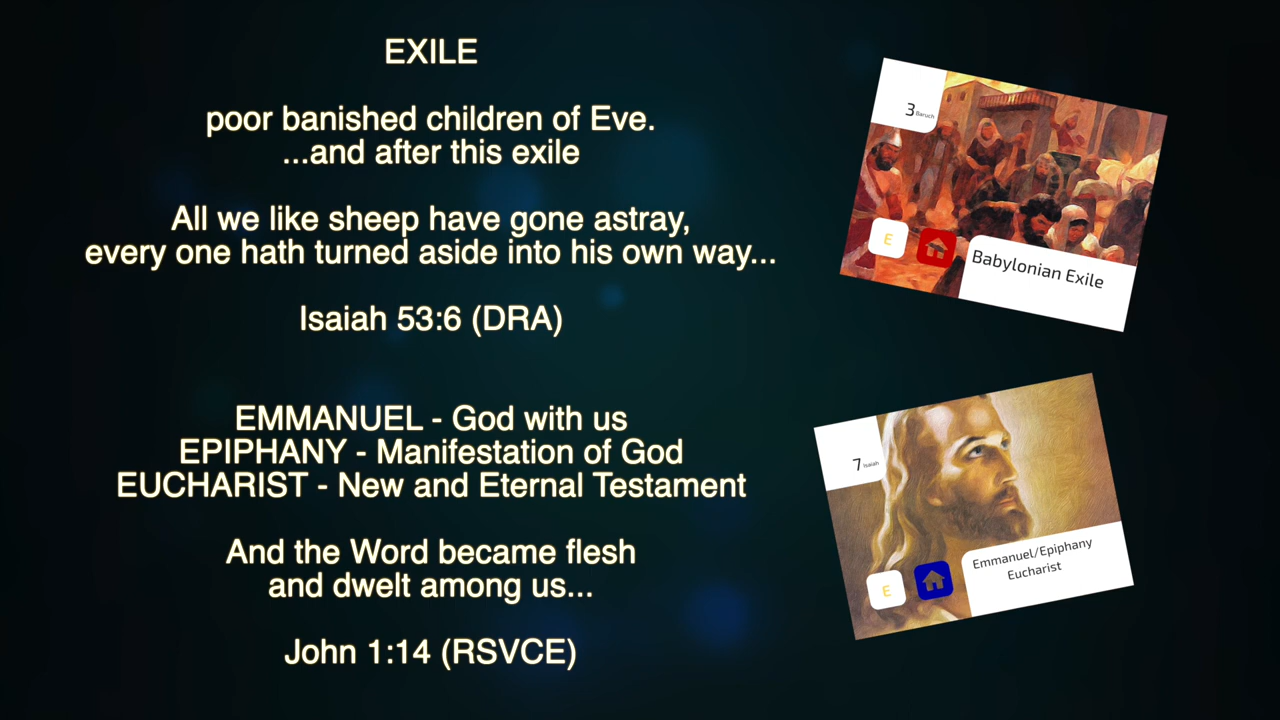 EXILE
poor banished children of Eve.
...and after this exile
All we like sheep have gone astray,
every one hath turned aside into his own way...
Isaiah 53:6 (DRA)
EMMANUEL - God with us
EPIPHANY - Manifestation of God
EUCHARIST - New and Eternal Testament
And the Word became flesh
and dwelt among us...
John 1:14 (RSVCE)
3 Baruch
E
Babylonian Exile
7 Isaiah
E
Emmanuel/Epiphany
Eucharist